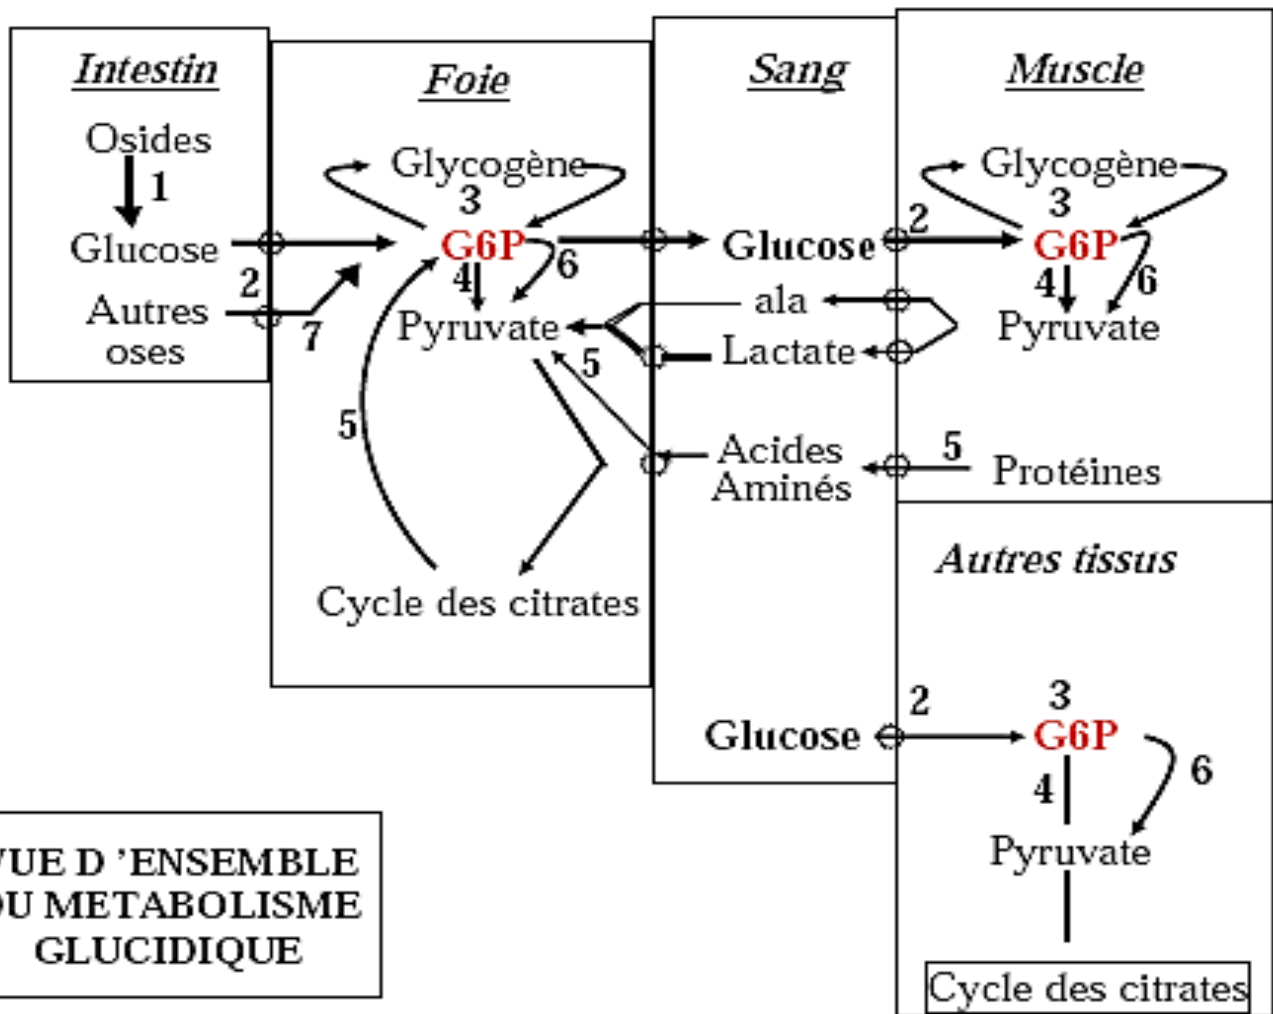 Intestin
Osides
1
Glucose
2
Autres
oses
7
Foie
Glycogène
3
G6P
4
6
Pyruvate
5
5
Cycle des citrates
Sang
Glucose
2
ala
Lactate
Acides
Aminés
Glucose
2
Muscle
Glycogène
3
G6P
4
6
Pyruvate
5
Protéines
Autres tissus
3
G6P
4
6
Pyruvate
Cycle des citrates
VUE D 'ENSEMBLE
DU METABOLISME
GLUCIDIQUE